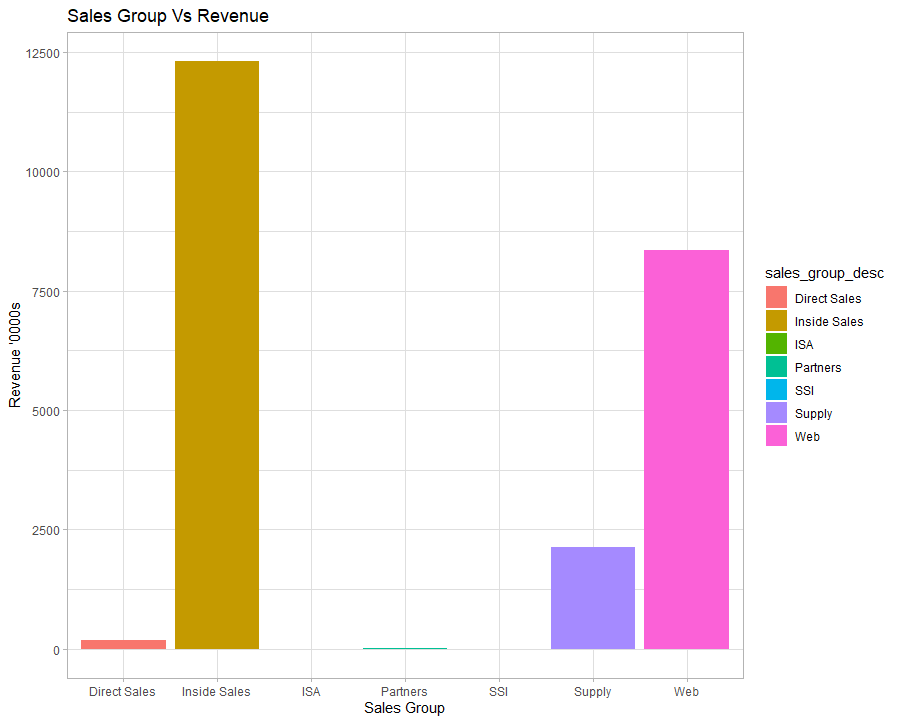 Sales Group Vs Revenue
12500
10000
7500
5000
2500
0
Revenue '0000s
Direct Sales Inside Sales ISA Partners SSI Supply Web
Sales Group
sales_group_desc
Direct Sales
Inside Sales
ISA
Partners
SSI
Supply
Web